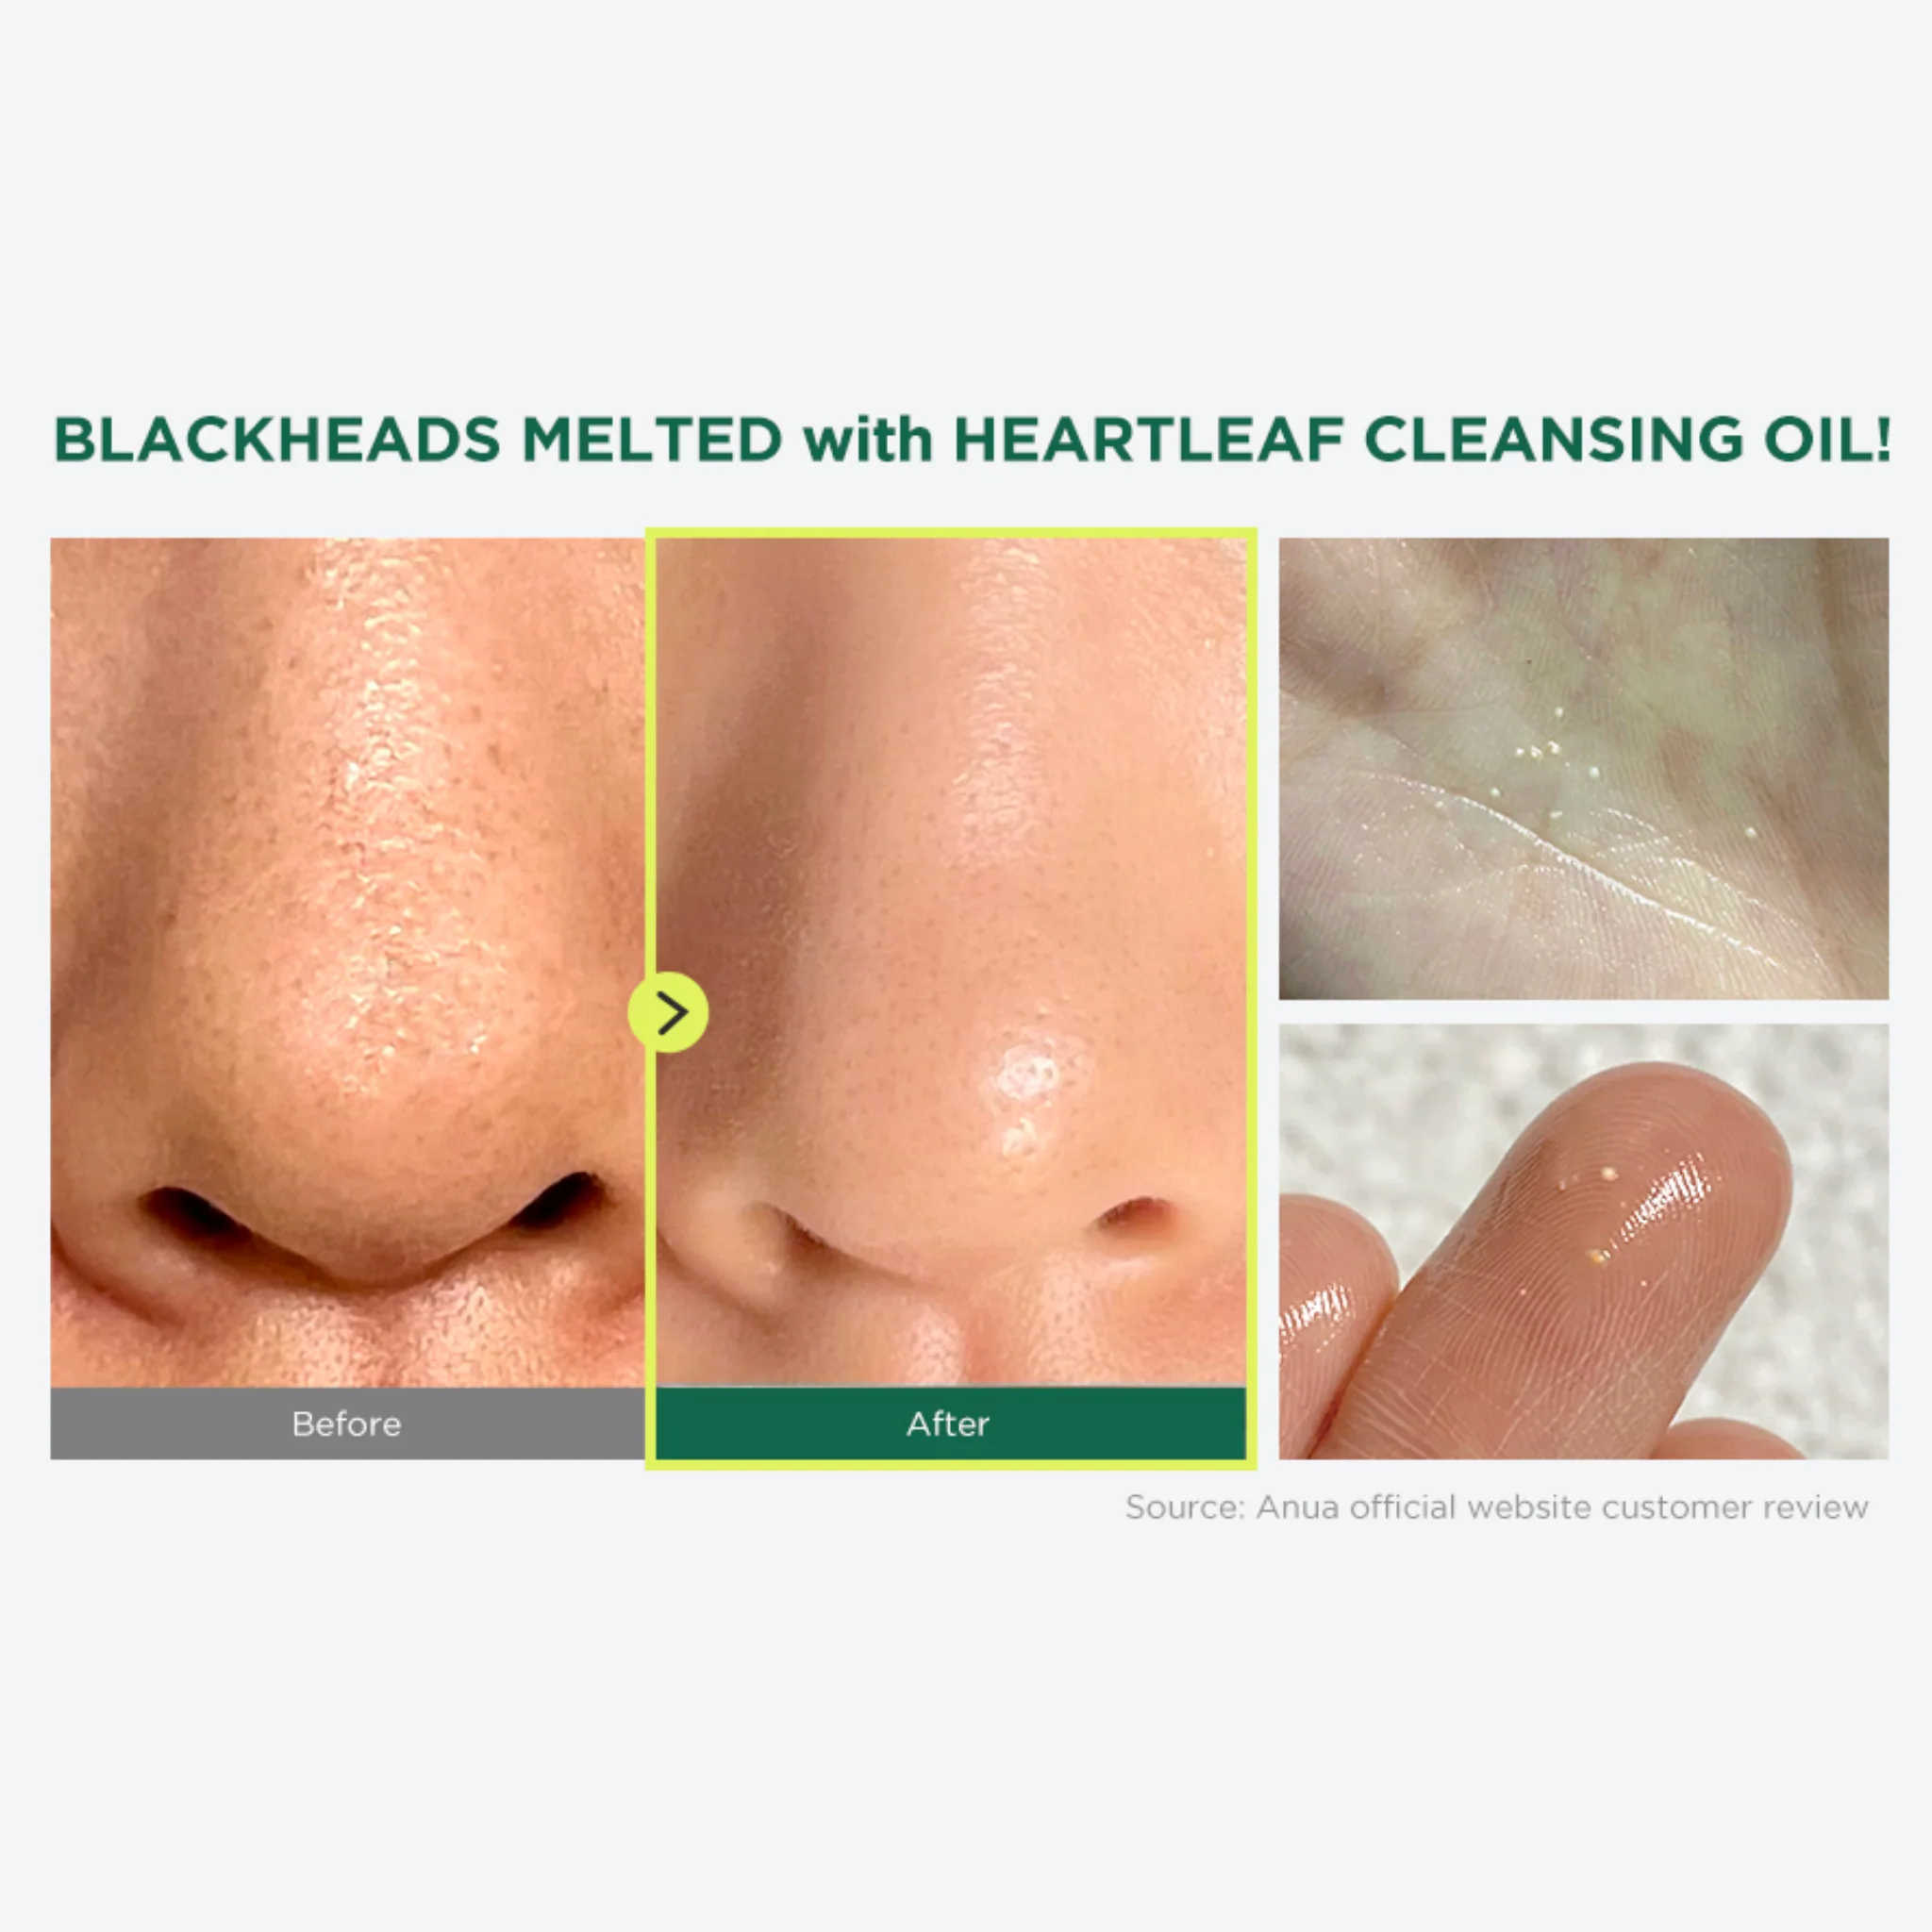 BLACKHEADS MELTED with HEARTLEAF CLEANSING OIL!
Before
After
Source: Anua official website customer review